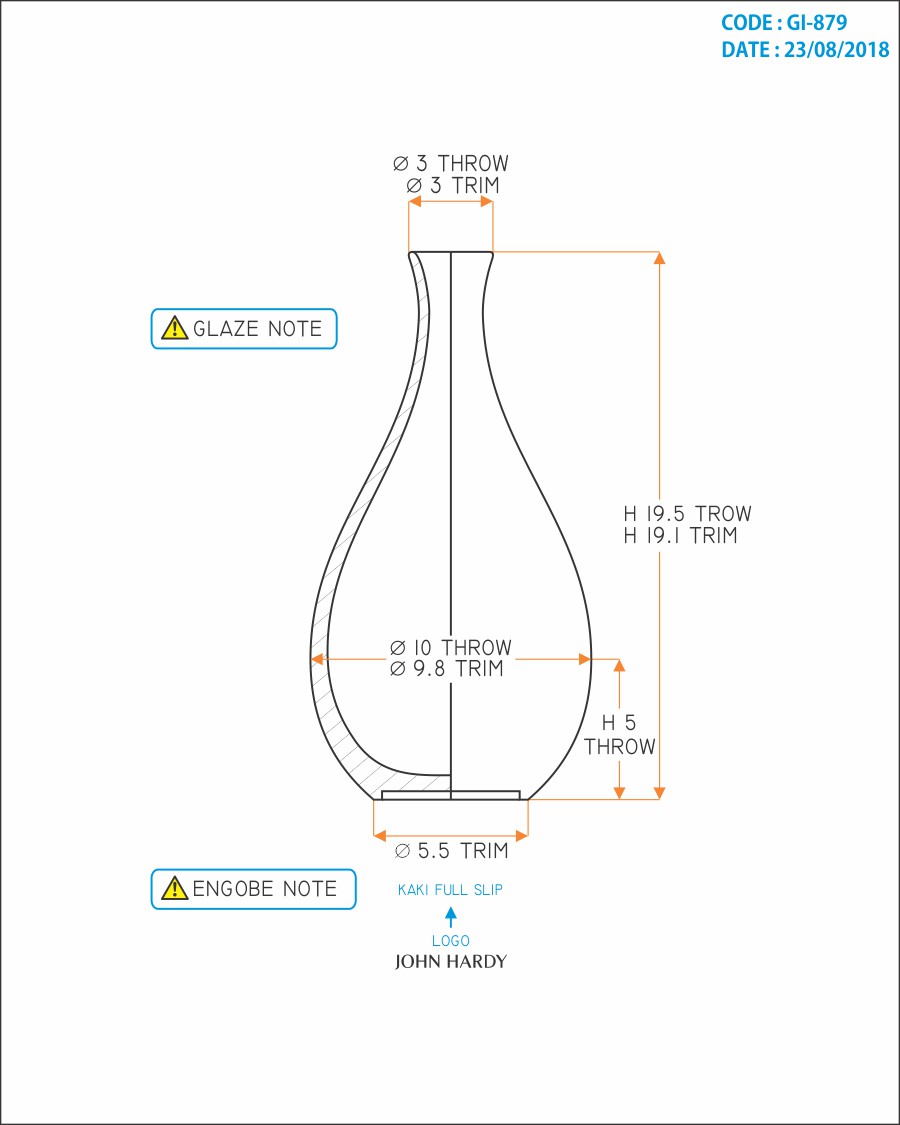 CODE : GI-879
DATE : 23/08/2018
Ø 3 THROW
Ø 3 TRIM
GLAZE NOTE
H 19.5 TROW
H 19.1 TRIM
Ø 10 THROW
Ø 9.8 TRIM
H 5
THROW
Ø 5.5 TRIM
ENGOBE NOTE
KAKI FULL SLIP
LOGO
JOHN HARDY